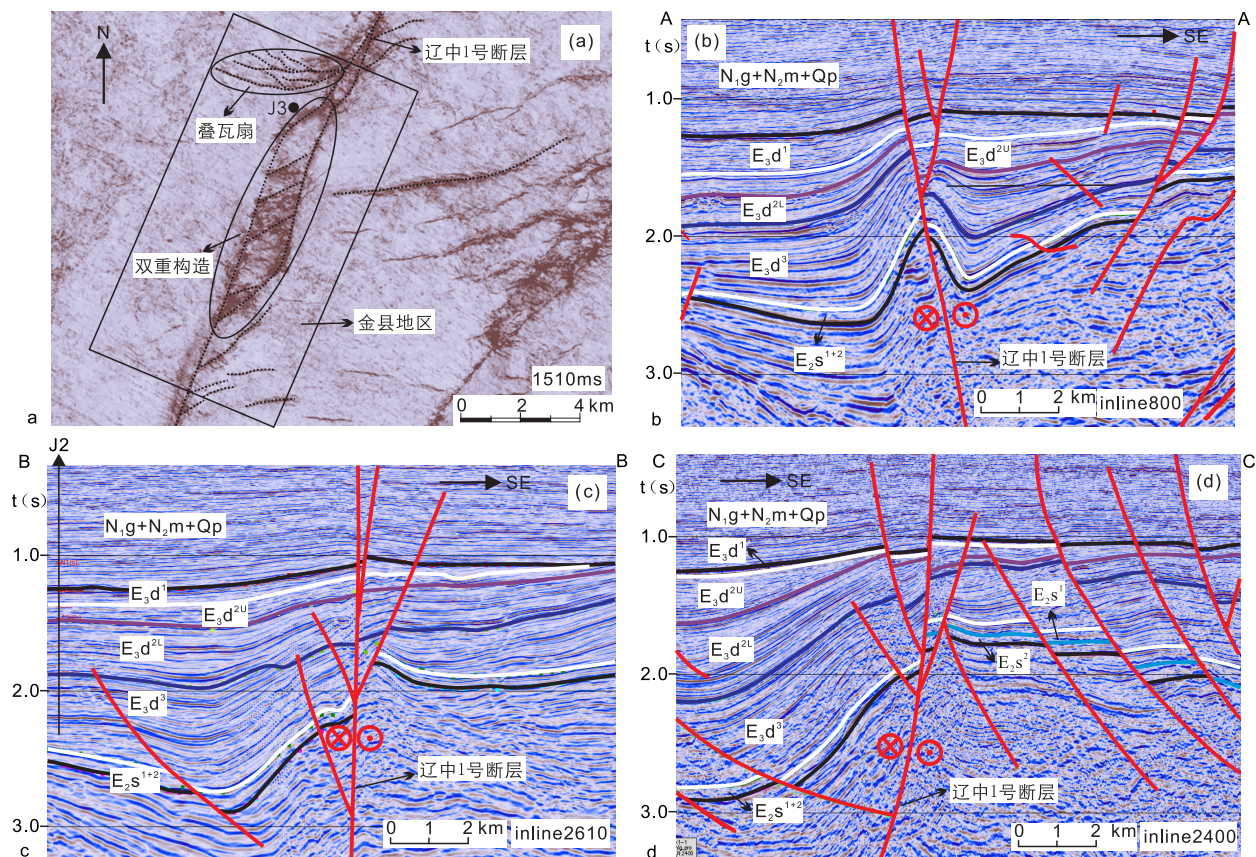 N
(a)
辽中1号断层
J3
叠瓦扇
双重构造
金县地区
1510ms
0 2 4 km
a
A A
t(s)
(b)
SE
N₁g+N₂m+Qp
1.0
E₃d¹
E₃d²ᵁ
E₃d²ᴸ
2.0
E₃d³
E₂s¹⁺²
辽中1号断层
3.0
0 1 2 km
inline800
b
J2
B B
t(s)
(c)
SE
N₁g+N₂m+Qp
1.0
E₃d¹
E₃d²ᵁ
E₃d²ᴸ
2.0
E₃d³
E₂s¹⁺²
辽中1号断层
3.0
0 1 2 km
inline2610
c
C C
t(s)
(d)
SE
N₁g+N₂m+Qp
1.0
E₃d¹
E₃d²ᵁ
E₂s¹
E₃d²ᴸ
E₂s²
2.0
E₃d³
辽中1号断层
E₂s¹⁺²
3.0
0 1 2 km
inline2400
d